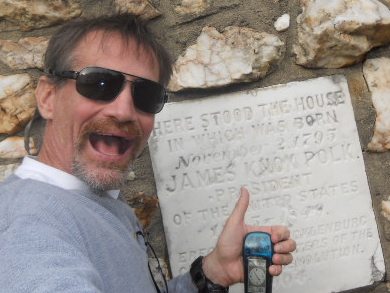 HERE STOOD THE HOUSE
IN WHICH WAS BORN
November 2 1795
JAMES KNOX POLK.
PRESIDENT
OF THE UNITED STATES
OF THE
REVOLUTION.